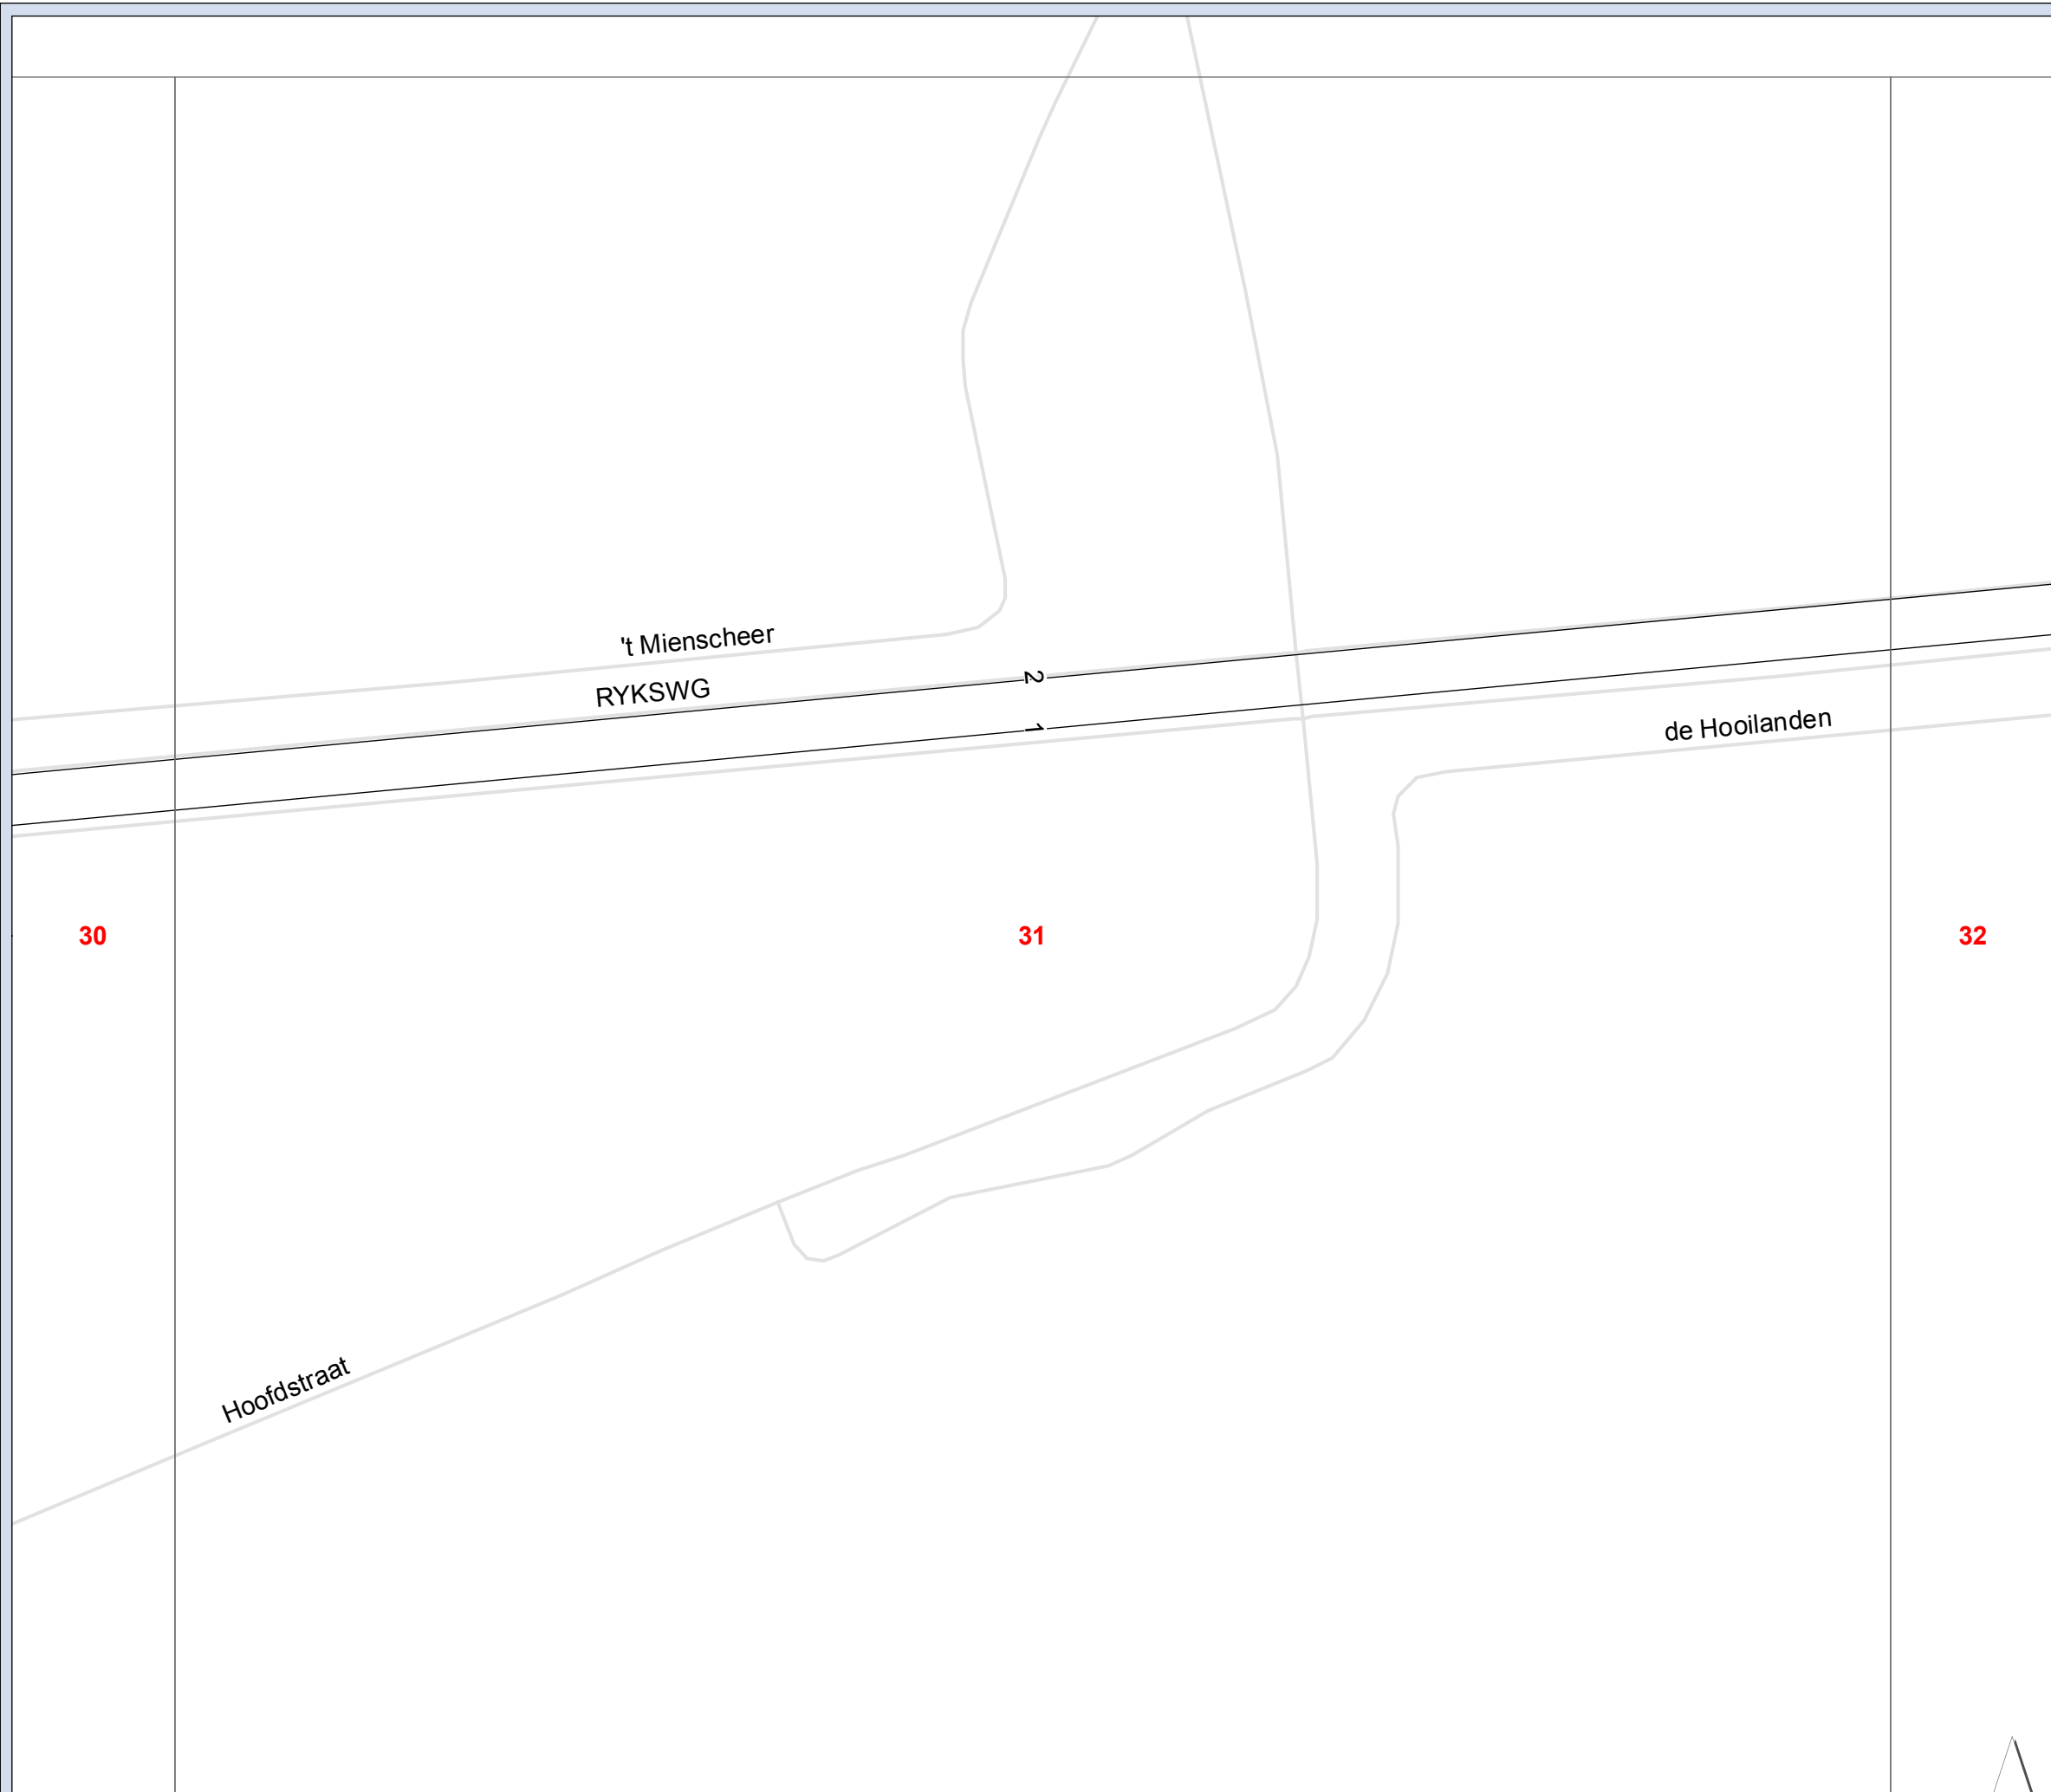 't Mienscheer
RYKSWG
2
1
de Hooilanden
30
31
32
Hoofdstraat